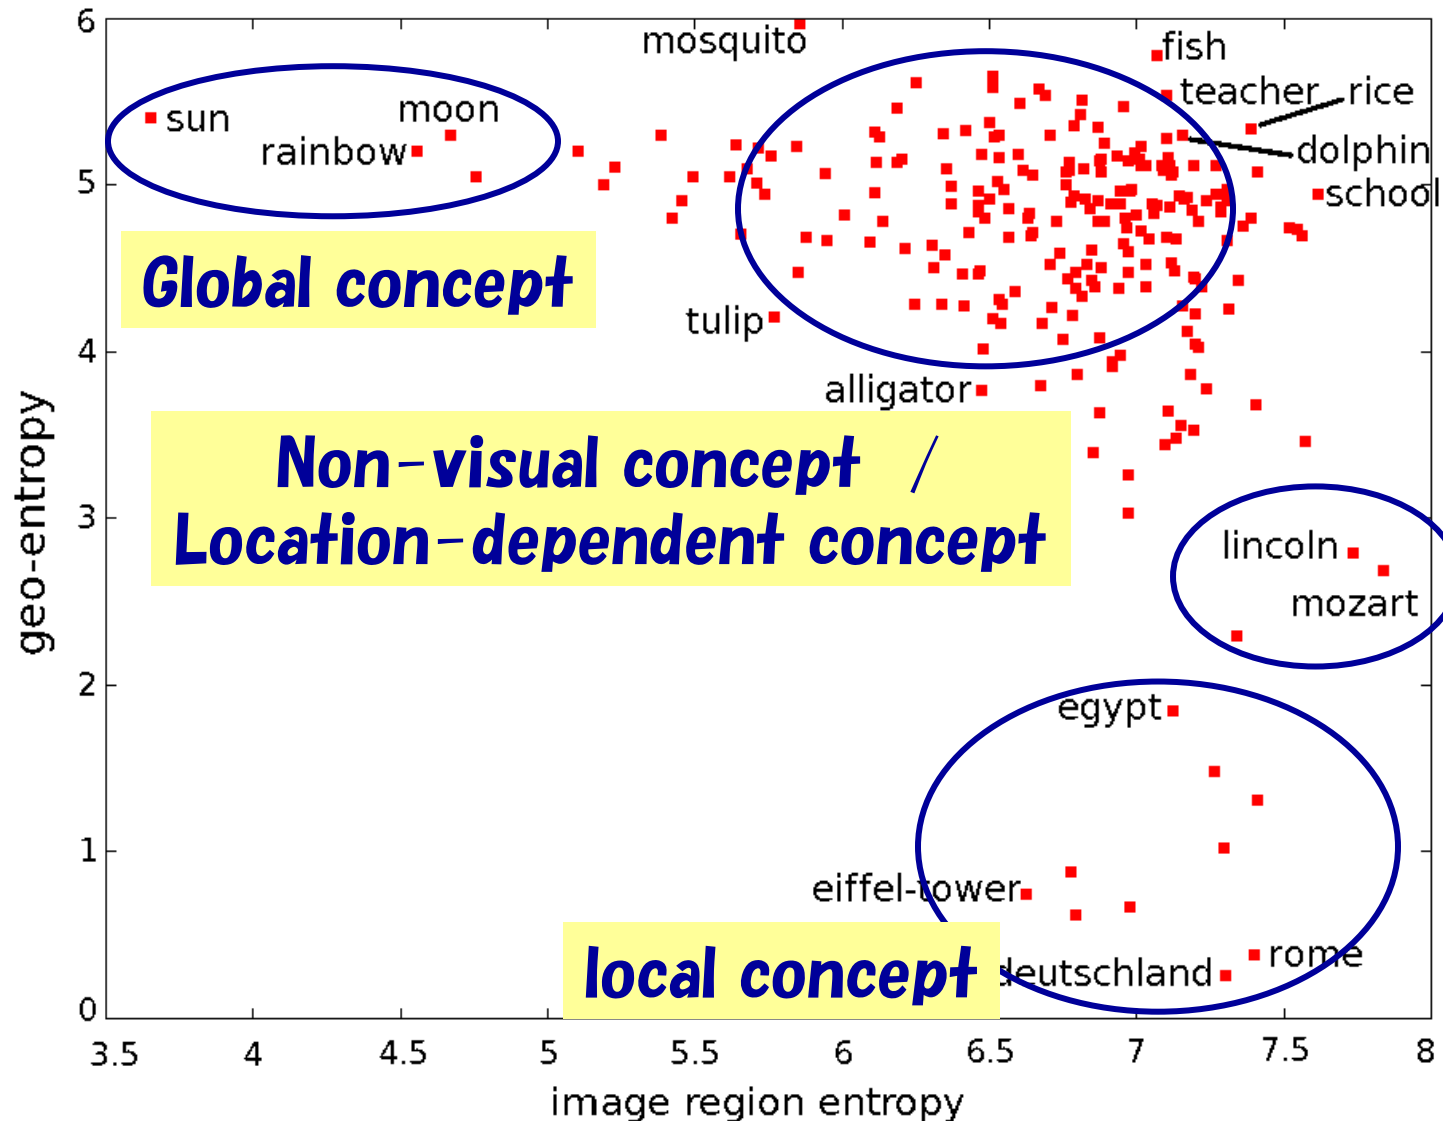 6
mosquito
fish
sun
moon
teacher
rice
rainbow
dolphin
5
school
Global concept
tulip
4
alligator
geo-entropy
Non-visual concept /
Location-dependent concept
3
lincoln
mozart
2
egypt
1
eiffel-tower
local concept
deutschland
rome
0
3.5 4 4.5 5 5.5 6 6.5 7 7.5 8
image region entropy